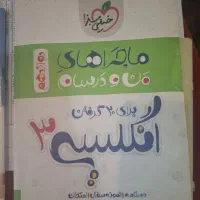 خیلی سبز
ماجراهای
من و درسام
برای ۲۰ گرفتن
انگلیسی ۳